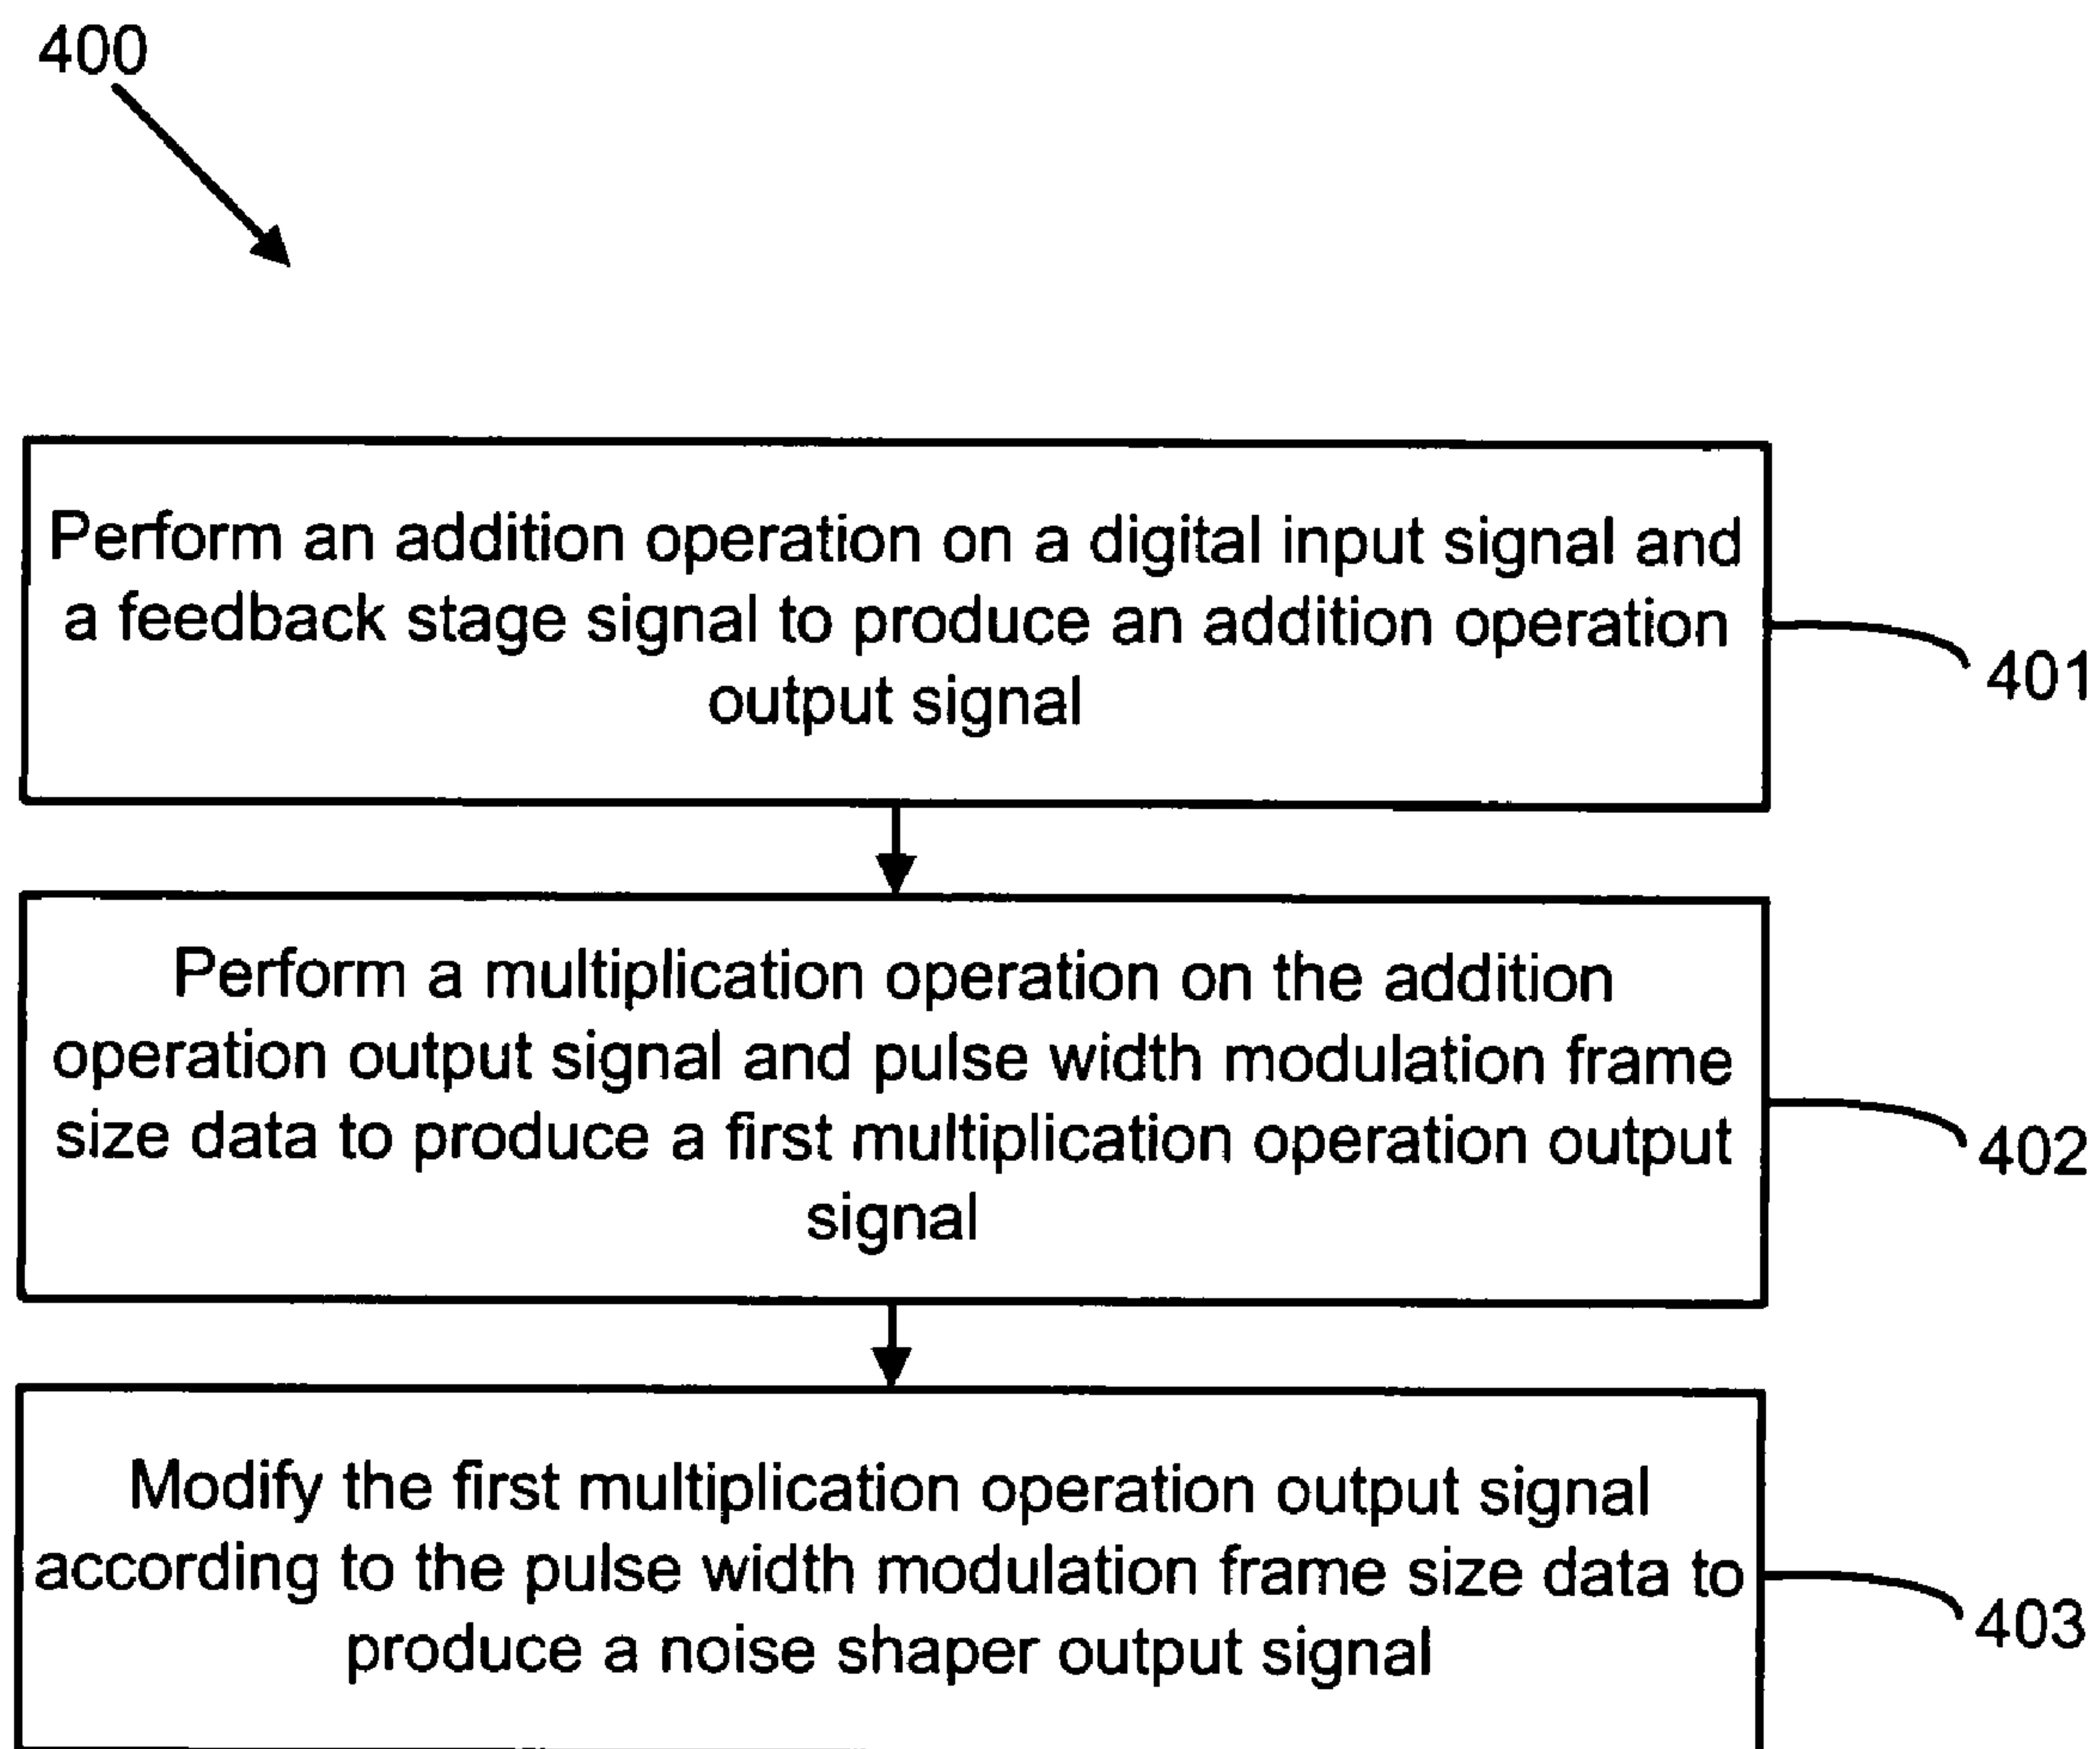 400
Perform an addition operation on a digital input signal and
a feedback stage signal to produce an addition operation
output signal
401
Perform a multiplication operation on the addition
operation output signal and pulse width modulation frame
size data to produce a first multiplication operation output
signal
402
Modify the first multiplication operation output signal
according to the pulse width modulation frame size data to
produce a noise shaper output signal
403